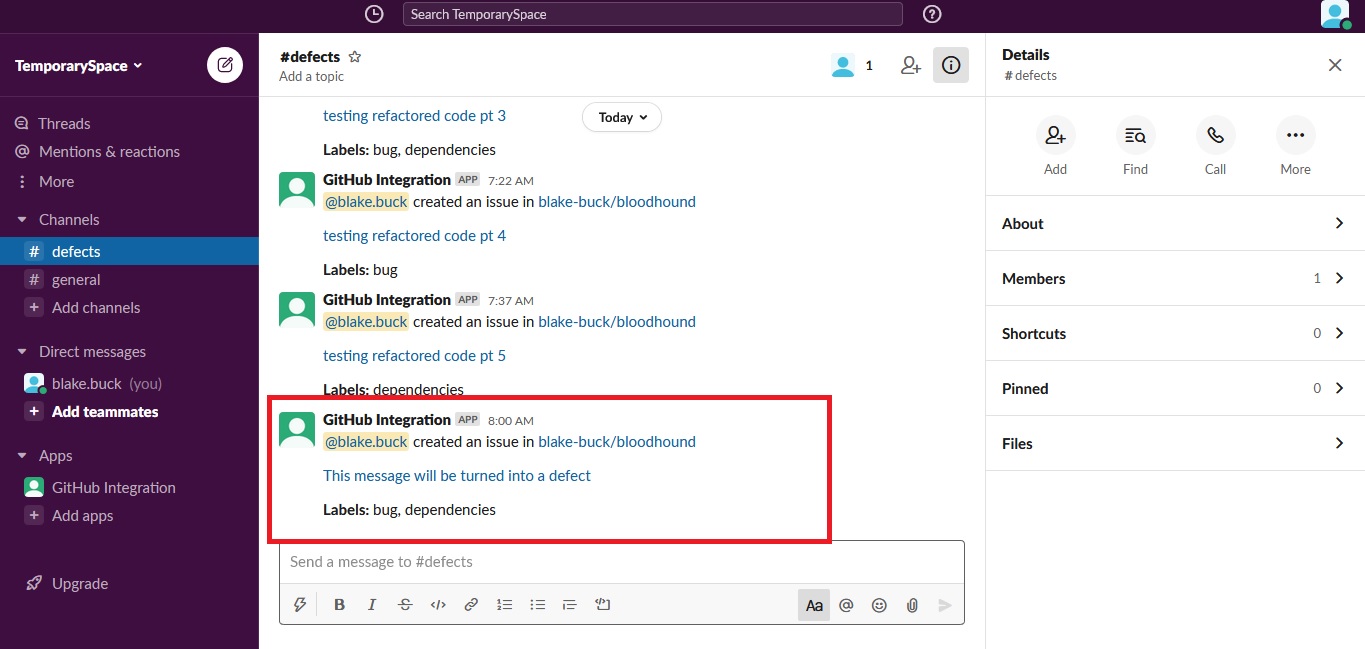 Search TemporarySpace
TemporarySpace
Threads
@ Mentions & reactions
More
Channels
# defects
# general
+ Add channels
Direct messages
blake.buck (you)
+ Add teammates
Apps
GitHub Integration
+ Add apps
Upgrade
#defects
Add a topic
1
Today
testing refactored code pt 3
Labels: bug, dependencies
GitHub Integration APP 7:22 AM
@blake.buck created an issue in blake-buck/bloodhound
testing refactored code pt 4
Labels: bug
GitHub Integration APP 7:37 AM
@blake.buck created an issue in blake-buck/bloodhound
testing refactored code pt 5
Labels: dependencies
GitHub Integration APP 8:00 AM
@blake.buck created an issue in blake-buck/bloodhound
This message will be turned into a defect
Labels: bug, dependencies
Send a message to #defects
B I S Aa @
Details
# defects
Add Find Call More
About
Members 1
Shortcuts 0
Pinned 0
Files